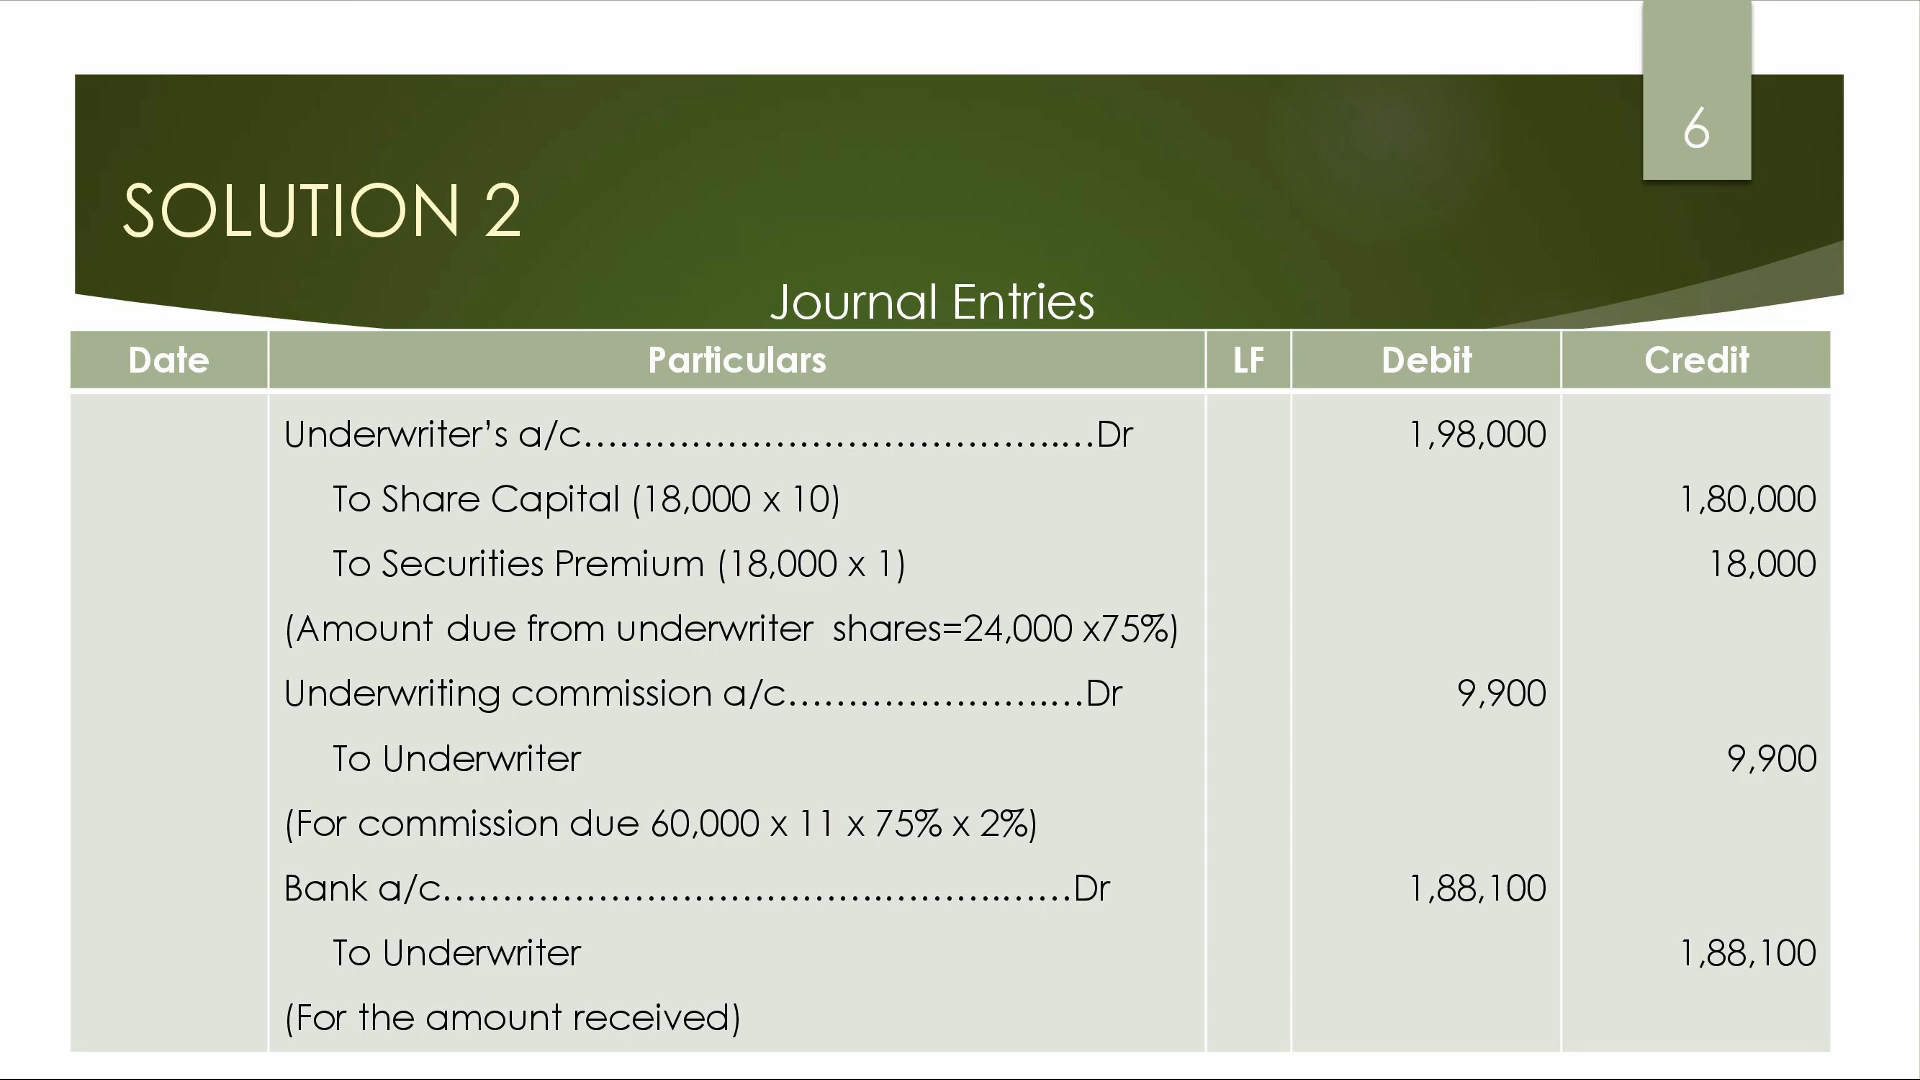 6
SOLUTION 2
Journal Entries
Date Particulars LF Debit Credit
Underwriter’s a/c…………………………………….…Dr 1,98,000
To Share Capital (18,000 x 10) 1,80,000
To Securities Premium (18,000 x 1) 18,000
(Amount due from underwriter shares=24,000 x75%)
Underwriting commission a/c………………….…Dr 9,900
To Underwriter 9,900
(For commission due 60,000 x 11 x 75% x 2%)
Bank a/c……………………………….……….……Dr 1,88,100
To Underwriter 1,88,100
(For the amount received)